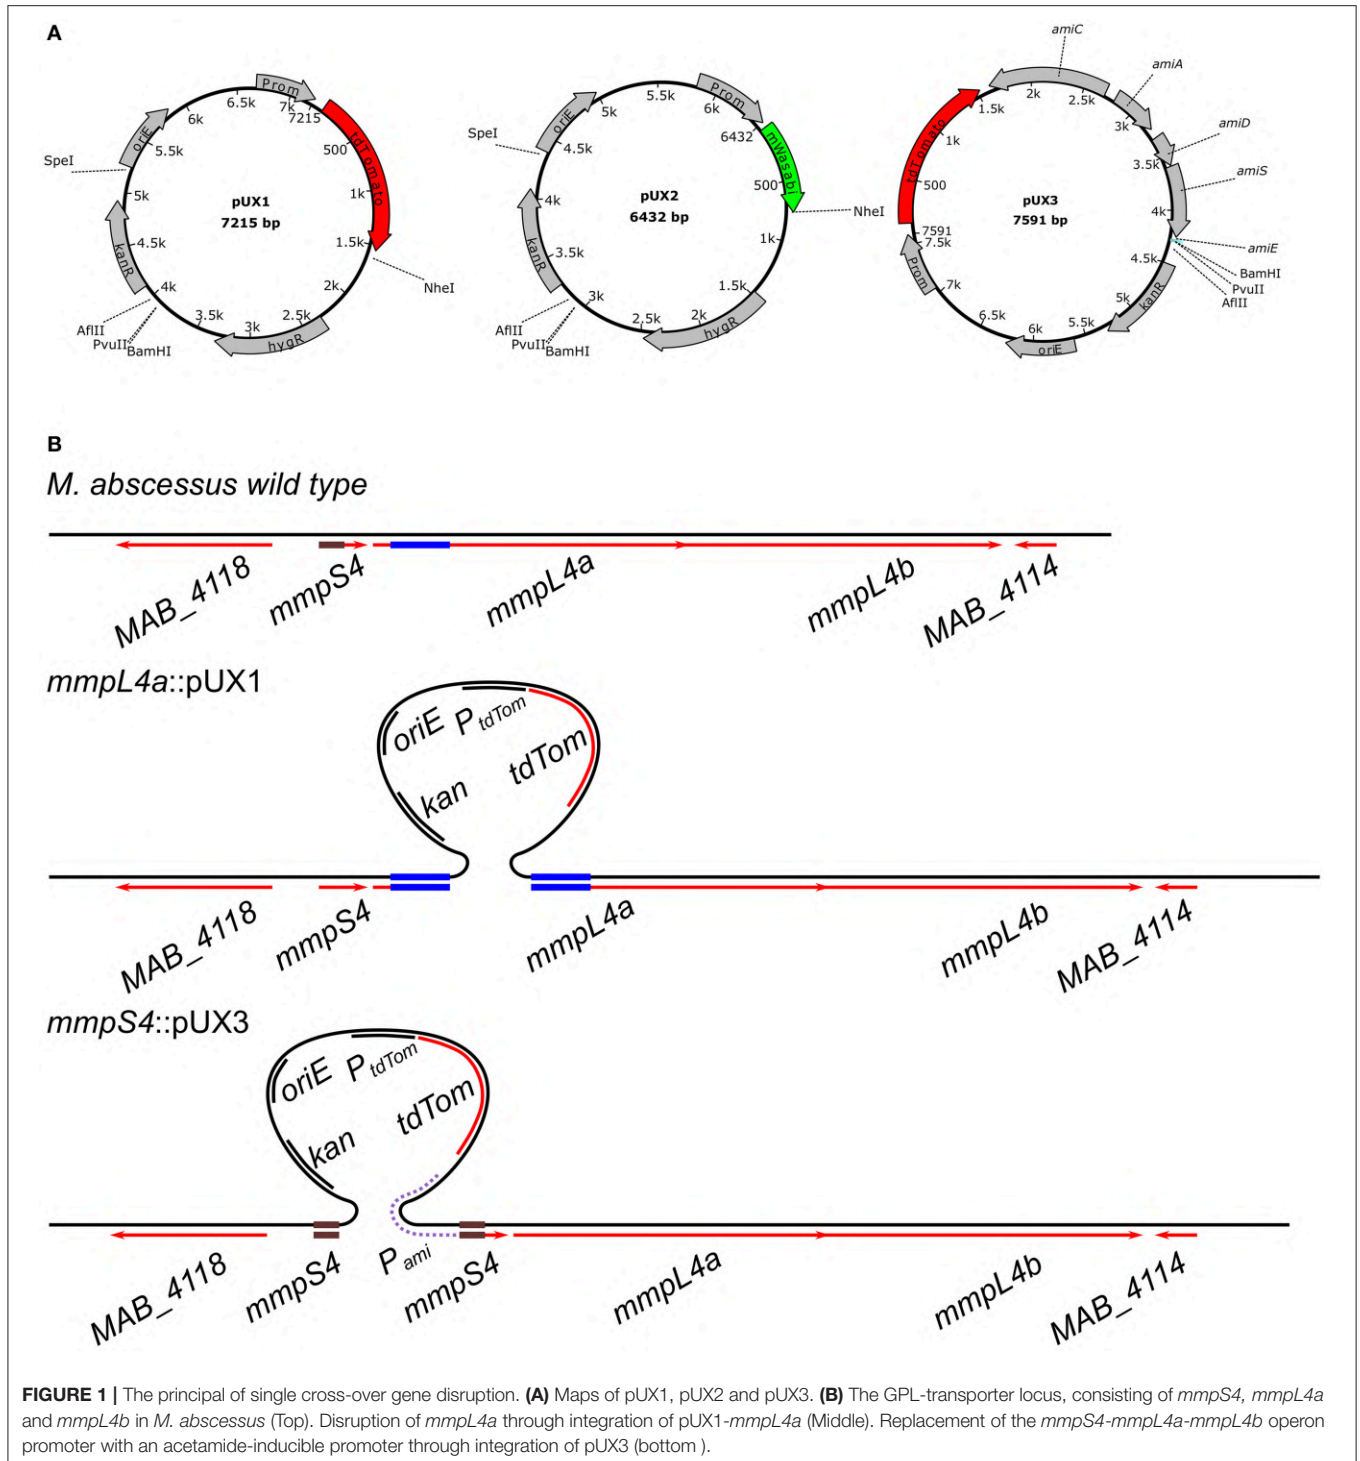 A
pUX1
7215 bp
Prom
7k
7215
tdTomato
500
1k
1.5k
NheI
2k
2.5k
hygR
3k
3.5k
BamHI
PvuII
AflII
4k
kanR
4.5k
5k
SpeI
oriE
5.5k
6k
6.5k
pUX2
6432 bp
Prom
6k
6432
mWasabi
500
NheI
1k
1.5k
hygR
2k
2.5k
3k
BamHI
PvuII
AflII
kanR
3.5k
4k
SpeI
oriE
4.5k
5k
5.5k
pUX3
7591 bp
tdTomato
500
1k
1.5k
amiC
2k
2.5k
amiA
3k
amiD
3.5k
amiS
4k
amiE
BamHI
PvuII
AflII
4.5k
kanR
5k
5.5k
oriE
6k
6.5k
7k
Prom
7.5k
7591
B
M. abscessus wild type
MAB_4118
mmpS4
mmpL4a
mmpL4b
MAB_4114
mmpL4a::pUX1
oriE
PtdTom
tdTom
kan
MAB_4118
mmpS4
mmpL4a
mmpL4b
MAB_4114
mmpS4::pUX3
oriE
PtdTom
tdTom
kan
MAB_4118
mmpS4
Pami
mmpS4
mmpL4a
mmpL4b
MAB_4114
FIGURE 1 | The principal of single cross-over gene disruption. (A) Maps of pUX1, pUX2 and pUX3. (B) The GPL-transporter locus, consisting of mmpS4, mmpL4a
and mmpL4b in M. abscessus (Top). Disruption of mmpL4a through integration of pUX1-mmpL4a (Middle). Replacement of the mmpS4-mmpL4a-mmpL4b operon
promoter with an acetamide-inducible promoter through integration of pUX3 (bottom ).